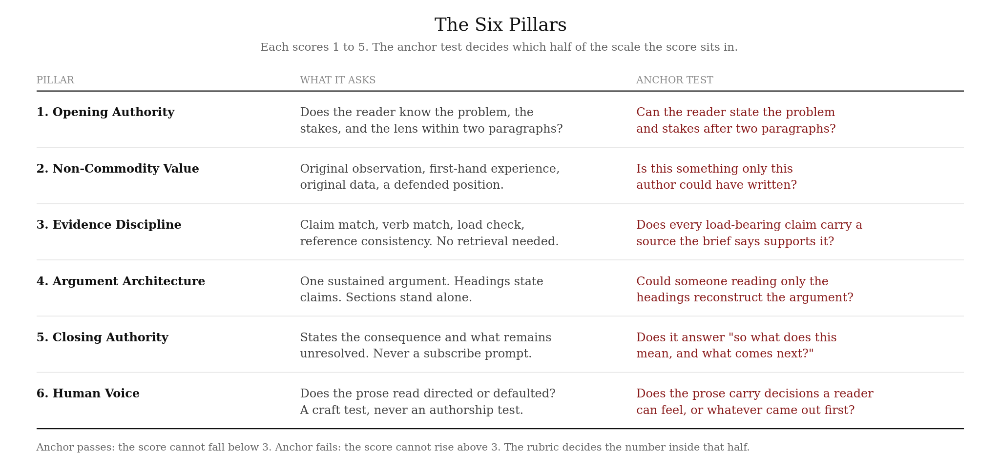 The Six Pillars
Each scores 1 to 5. The anchor test decides which half of the scale the score sits in.
PILLAR
WHAT IT ASKS
ANCHOR TEST
1. Opening Authority
Does the reader know the problem, the
stakes, and the lens within two paragraphs?
Can the reader state the problem
and stakes after two paragraphs?
2. Non-Commodity Value
Original observation, first-hand experience,
original data, a defended position.
Is this something only this
author could have written?
3. Evidence Discipline
Claim match, verb match, load check,
reference consistency. No retrieval needed.
Does every load-bearing claim carry a
source the brief says supports it?
4. Argument Architecture
One sustained argument. Headings state
claims. Sections stand alone.
Could someone reading only the
headings reconstruct the argument?
5. Closing Authority
States the consequence and what remains
unresolved. Never a subscribe prompt.
Does it answer "so what does this
mean, and what comes next?"
6. Human Voice
Does the prose read directed or defaulted?
A craft test, never an authorship test.
Does the prose carry decisions a reader
can feel, or whatever came out first?
Anchor passes: the score cannot fall below 3. Anchor fails: the score cannot rise above 3. The rubric decides the number inside that half.